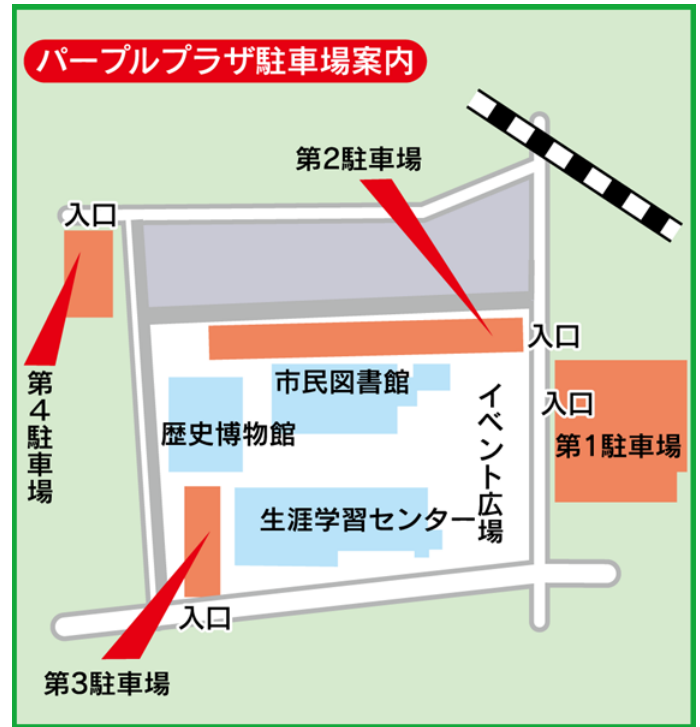 パープルプラザ駐車場案内
第2駐車場
入口
入口
市民図書館
第4駐車場
イベント広場
入口
歴史博物館
第1駐車場
生涯学習センター
入口
第3駐車場